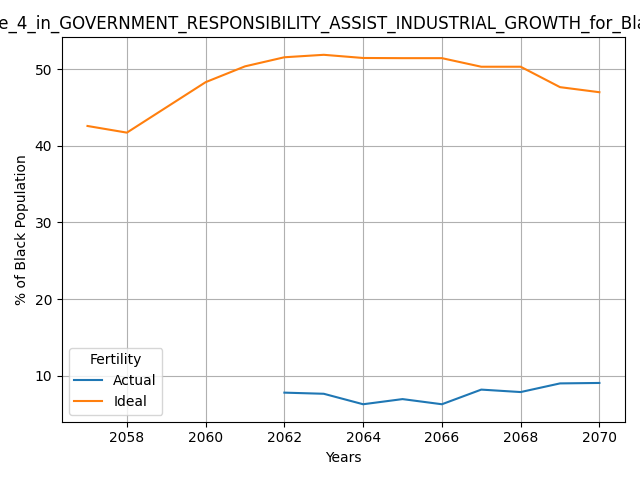 e_4_in_GOVERNMENT_RESPONSIBILITY_ASSIST_INDUSTRIAL_GROWTH_for_Bla
% of Black Population
50
40
30
20
10
Fertility
Actual
Ideal
2058 2060 2062 2064 2066 2068 2070
Years